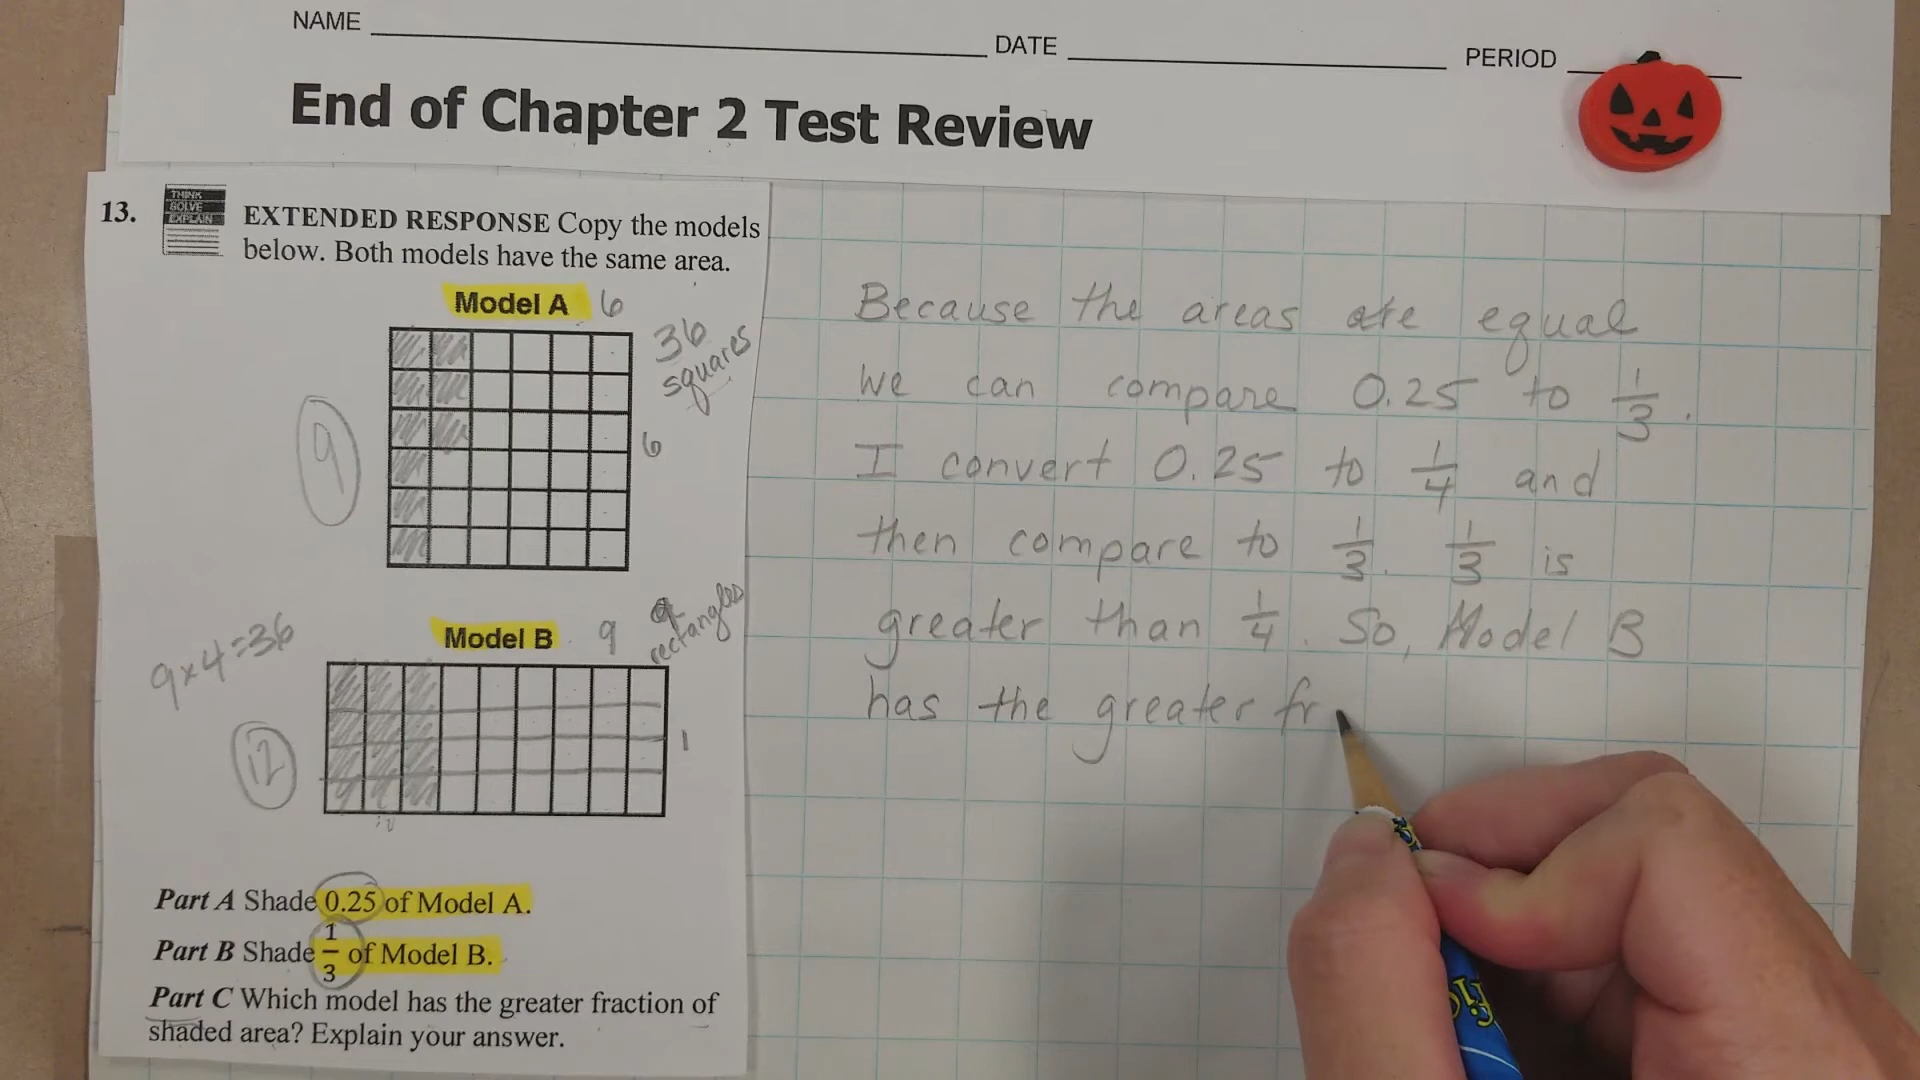 NAME DATE PERIOD
End of Chapter 2 Test Review
13.
THINK
SOLVE
EXPLAIN
EXTENDED RESPONSE Copy the models
below. Both models have the same area.
Model A 6
36
squares
9
6
Model B 9
9
rectangles
9x4=36
12
1
Part A Shade 0.25 of Model A.
Part B Shade 1/3 of Model B.
Part C Which model has the greater fraction of
shaded area? Explain your answer.
Because the areas are equal
we can compare 0.25 to 1/3.
I convert 0.25 to 1/4 and
then compare to 1/3. 1/3 is
greater than 1/4. So, Model B
has the greater fr